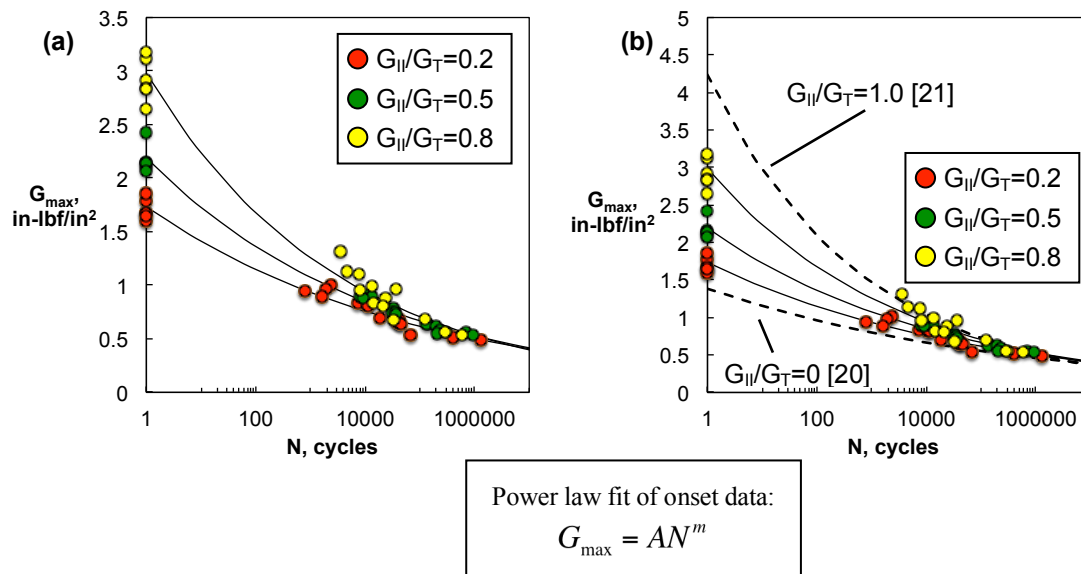 (a)
3.5
3
2.5
2
1.5
1
0.5
0
G_max,
in-lbf/in²
G_II/G_T=0.2
G_II/G_T=0.5
G_II/G_T=0.8
1
100
10000
1000000
N, cycles
(b)
5
4.5
4
3.5
3
2.5
2
1.5
1
0.5
0
G_max,
in-lbf/in²
G_II/G_T=1.0 [21]
G_II/G_T=0.2
G_II/G_T=0.5
G_II/G_T=0.8
G_II/G_T=0 [20]
1
100
10000
1000000
N, cycles
Power law fit of onset data:
G_max = AN^m